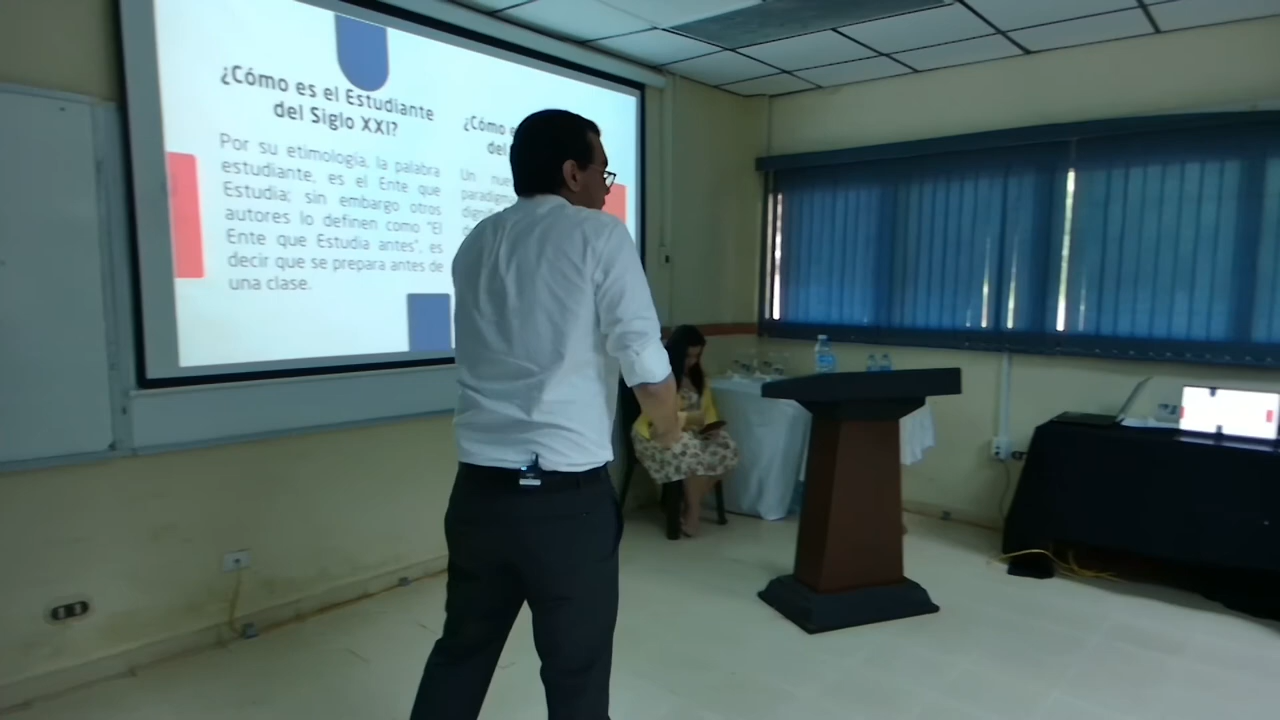 ¿Cómo es el Estudiante
del Siglo XXI?
Por su etimología, la palabra
estudiante, es el Ente que
Estudia; sin embargo otros
autores lo definen como "El
Ente que Estudia antes", es
decir que se prepara antes de
una clase.
¿Cómo
del
Un